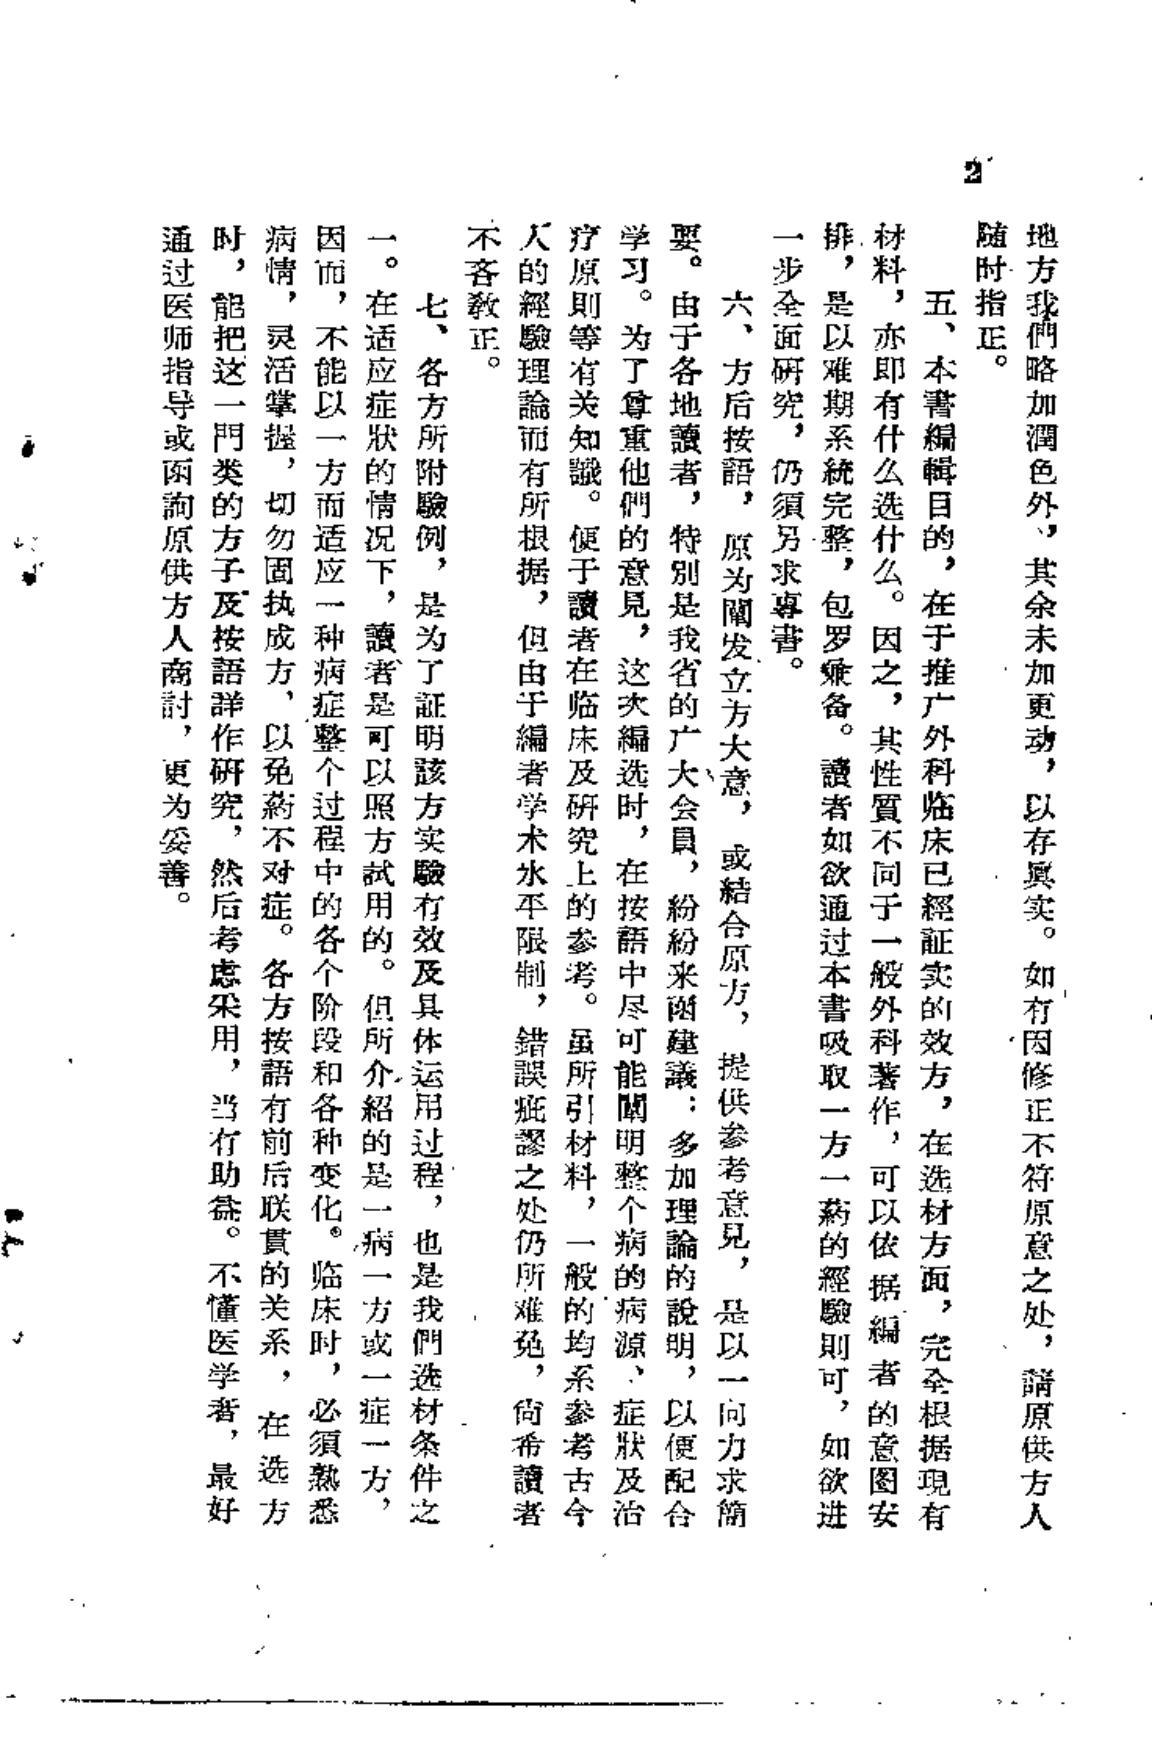 2
地方我們略加潤色外，其余未加更动，以存眞实。如有因修正不符原意之处，請原供方人
随时指正。
五、本書編輯目的，在于推广外科临床已經証实的效方，在选材方面，完全根据現有
材料，亦即有什么选什么。因之，其性質不同于一般外科著作，可以依据編者的意图安
排，是以难期系統完整，包罗兼备。讀者如欲通过本書吸取一方一葯的經驗則可，如欲进
一步全面研究，仍須另求專書。
六、方后按語，原为闡发立方大意，或結合原方，提供参考意見，是以一向力求簡
要。由于各地讀者，特別是我省的广大会員，紛紛来函建議：多加理論的說明，以便配合
学习。为了尊重他們的意見，这次編选时，在按語中尽可能闡明整个病的病源、症狀及治
疗原則等有关知識。便于讀者在临床及研究上的参考。虽所引材料，一般的均系参考古今
人的經驗理論而有所根据，但由于編者学术水平限制，錯誤疵謬之处仍所难免，尙希讀者
不吝敎正。
七、各方所附驗例，是为了証明該方实驗有效及具体运用过程，也是我們选材条件之
一。在适应症狀的情况下，讀者是可以照方試用的。但所介紹的是一病一方或一症一方，
因而，不能以一方而适应一种病症整个过程中的各个阶段和各种变化。临床时，必須熟悉
病情，灵活掌握，切勿固执成方，以免葯不对症。各方按語有前后联貫的关系，在选方
时，能把这一門类的方子及按語詳作研究，然后考虑采用，当有助益。不懂医学者，最好
通过医师指导或函詢原供方人商討，更为妥善。